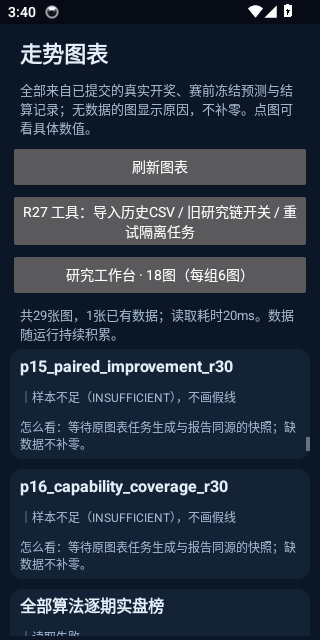 3:40
走势图表
全部来自已提交的真实开奖、赛前冻结预测与结
算记录；无数据的图显示原因，不补零。点图可
看具体数值。
刷新图表
R27 工具：导入历史CSV / 旧研究链开关 / 重
试隔离任务
研究工作台 · 18图（每组6图）
共29张图，1张已有数据；读取耗时20ms。数据
随运行持续积累。
p15_paired_improvement_r30
｜样本不足（INSUFFICIENT），不画假线
怎么看：等待原图表任务生成与报告同源的快照；缺
数据不补零。
p16_capability_coverage_r30
｜样本不足（INSUFFICIENT），不画假线
怎么看：等待原图表任务生成与报告同源的快照；缺
数据不补零。
全部算法逐期实盘榜